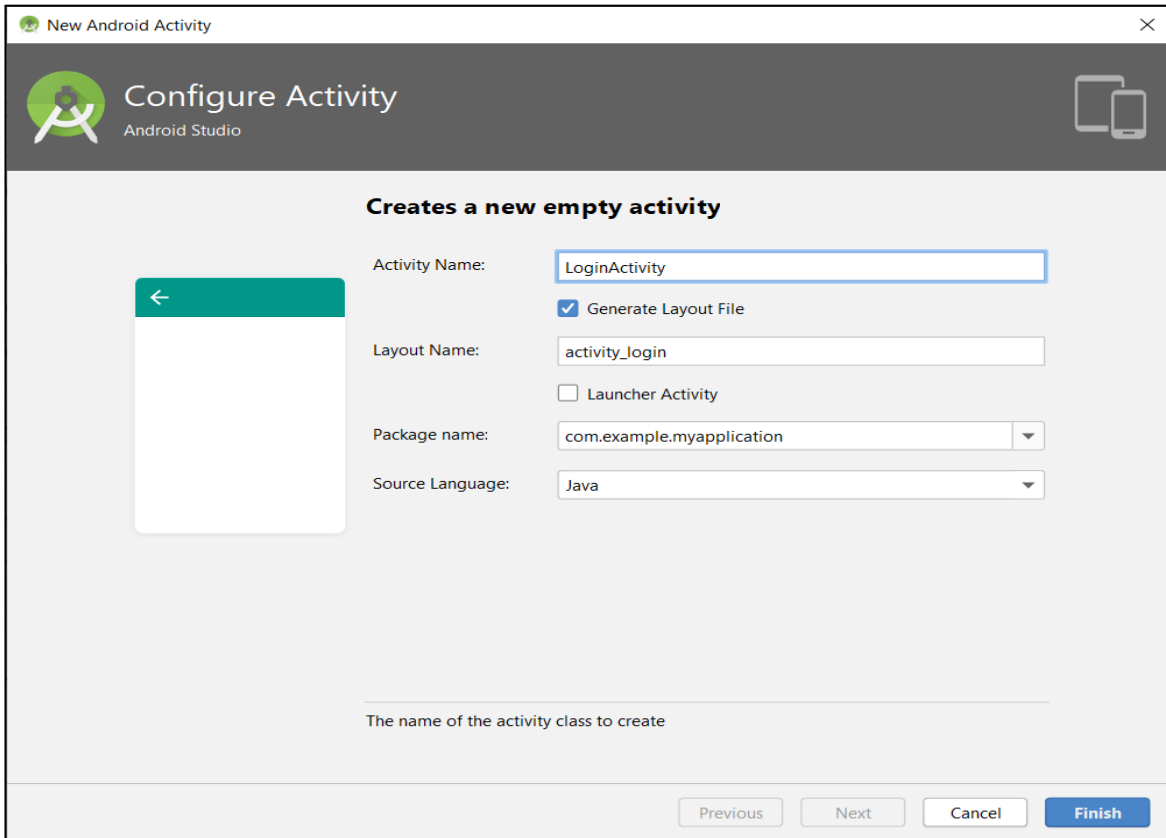 New Android Activity
Configure Activity
Android Studio
Creates a new empty activity
Activity Name:
LoginActivity
Generate Layout File
Layout Name:
activity_login
Launcher Activity
Package name:
com.example.myapplication
Source Language:
Java
The name of the activity class to create
Previous
Next
Cancel
Finish